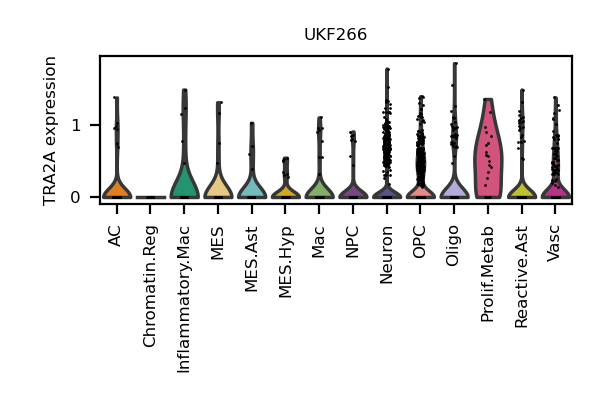 UKF266
TRA2A expression
1
0
AC
Chromatin.Reg
Inflammatory.Mac
MES
MES.Ast
MES.Hyp
Mac
NPC
Neuron
OPC
Oligo
Prolif.Metab
Reactive.Ast
Vasc